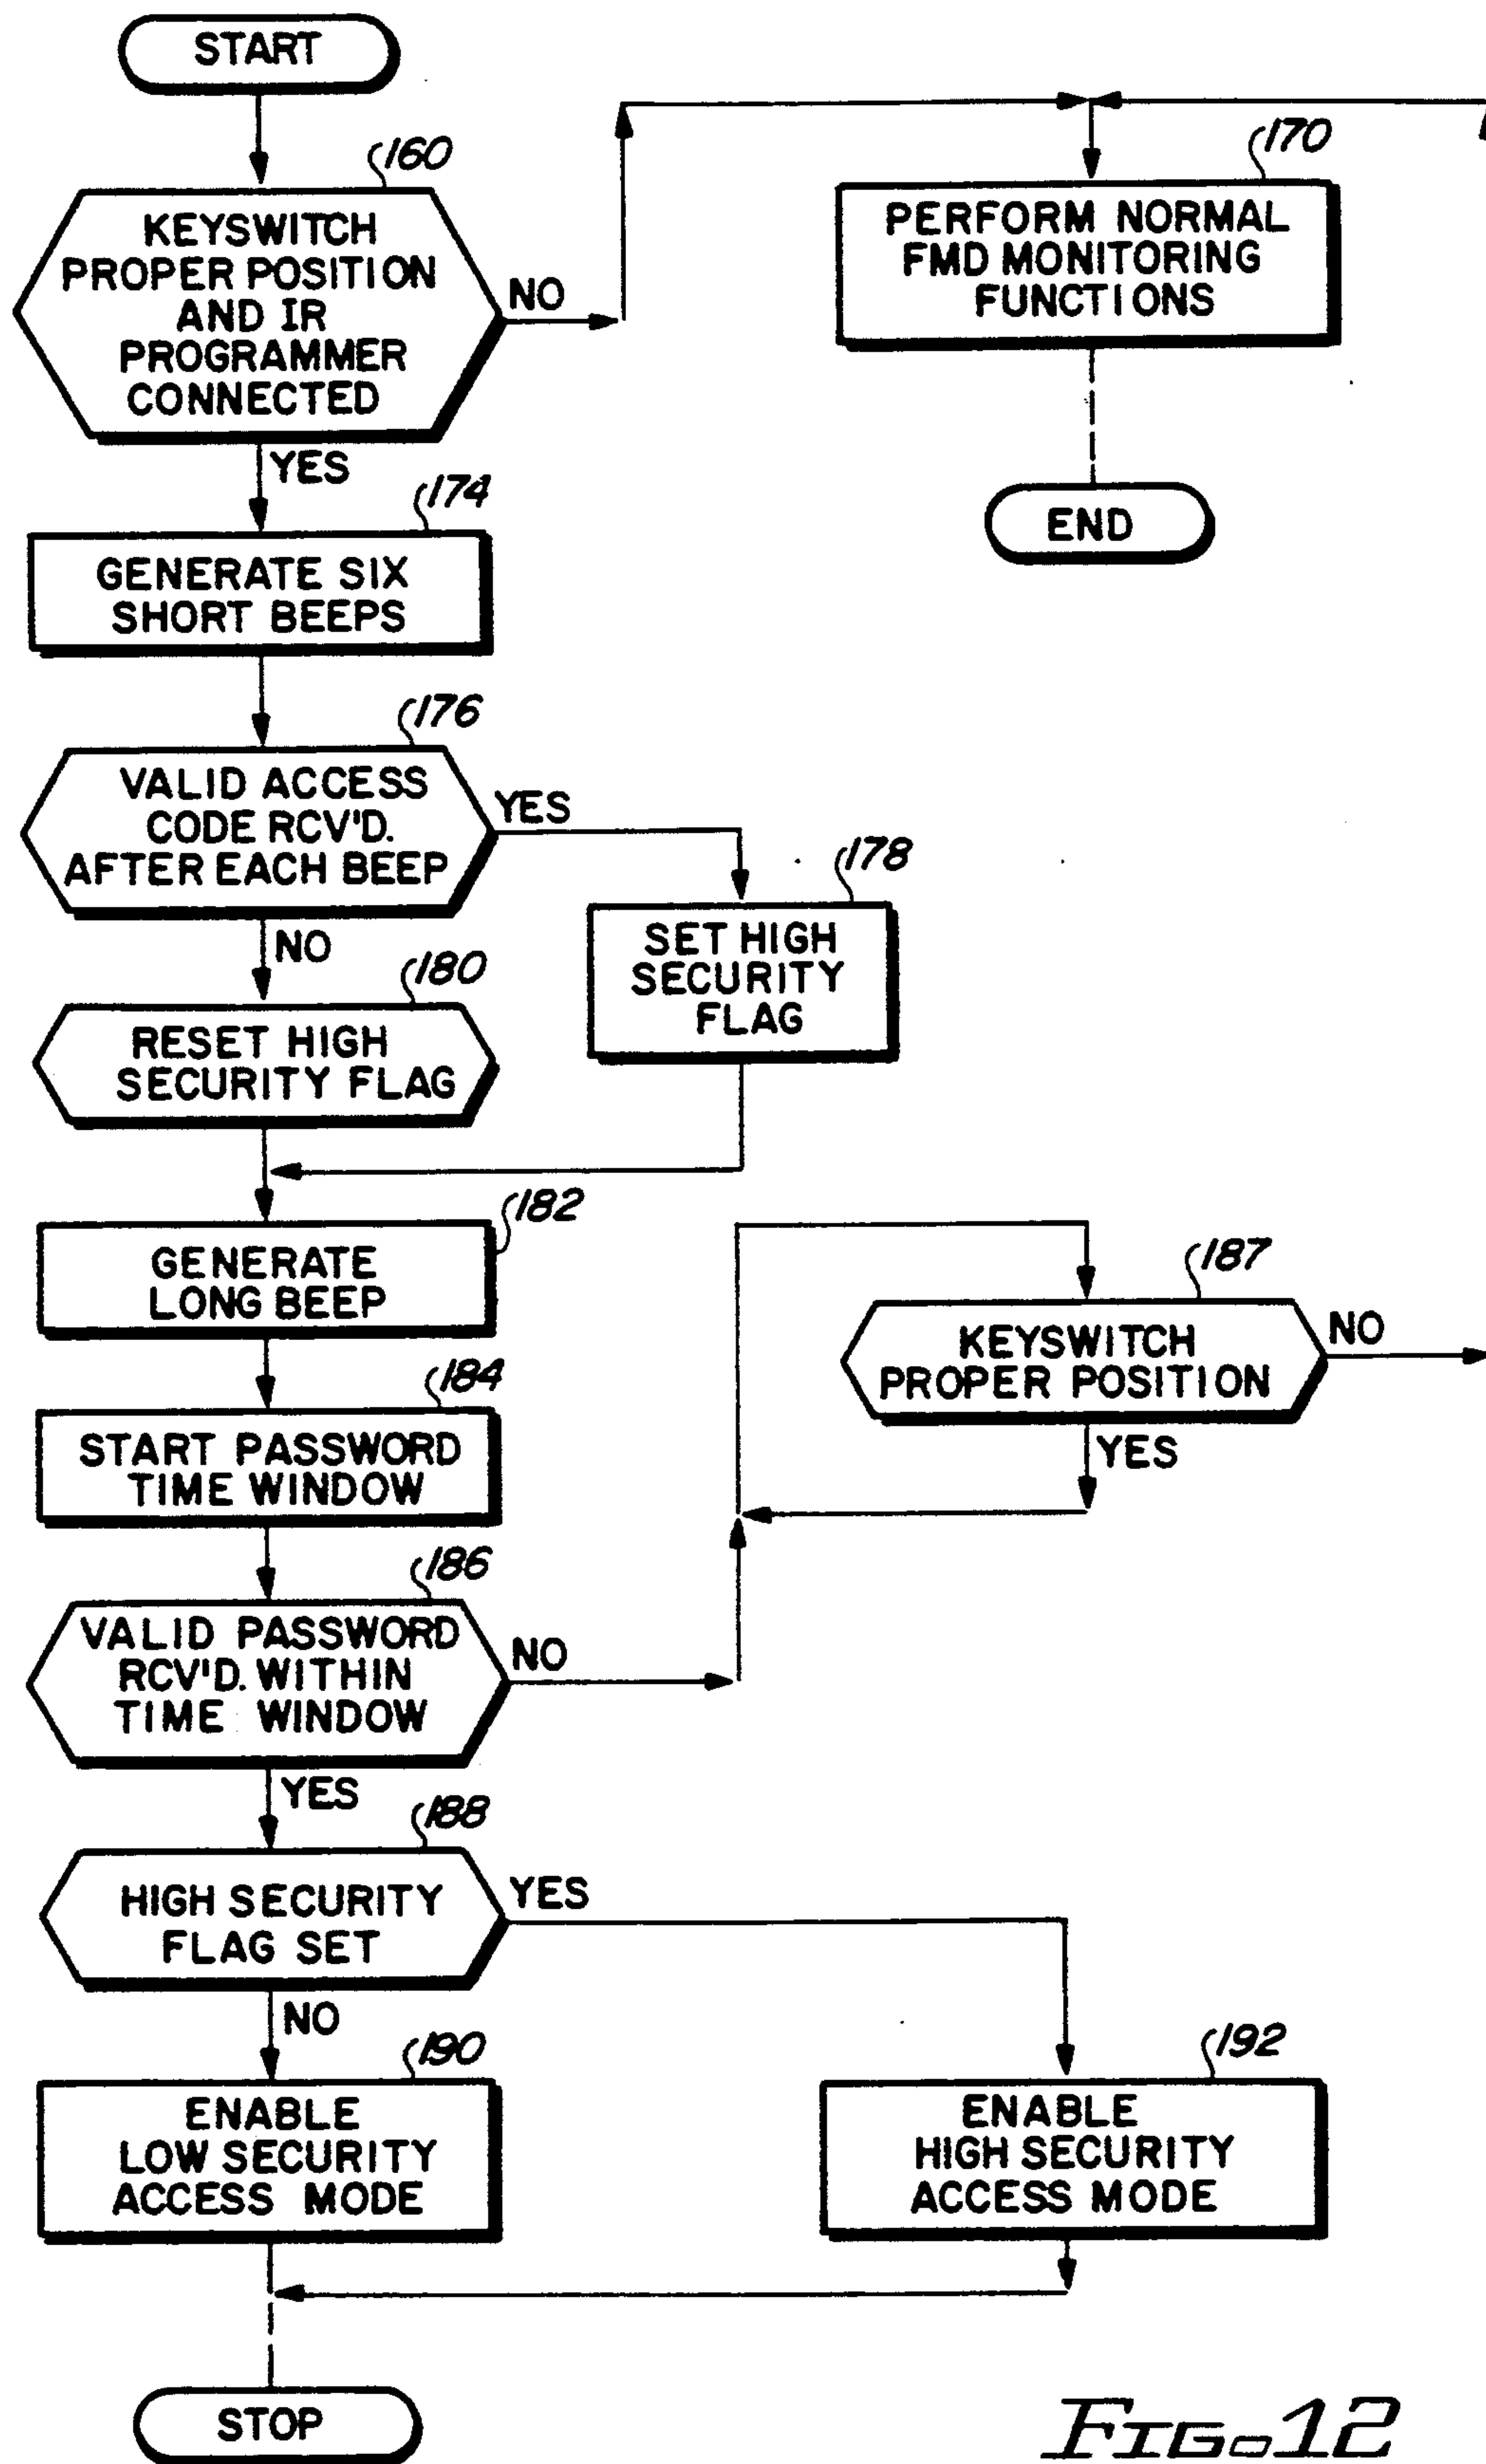 START
160
KEYSWITCH
PROPER POSITION
AND IR
PROGRAMMER
CONNECTED
NO
YES
170
PERFORM NORMAL
FMD MONITORING
FUNCTIONS
END
174
GENERATE SIX
SHORT BEEPS
176
VALID ACCESS
CODE RCV'D.
AFTER EACH BEEP
YES
NO
178
SET HIGH
SECURITY
FLAG
180
RESET HIGH
SECURITY FLAG
182
GENERATE
LONG BEEP
184
START PASSWORD
TIME WINDOW
186
VALID PASSWORD
RCV'D. WITHIN
TIME WINDOW
NO
YES
187
KEYSWITCH
PROPER POSITION
NO
YES
188
HIGH SECURITY
FLAG SET
YES
NO
190
ENABLE
LOW SECURITY
ACCESS MODE
192
ENABLE
HIGH SECURITY
ACCESS MODE
STOP
FIG. 12